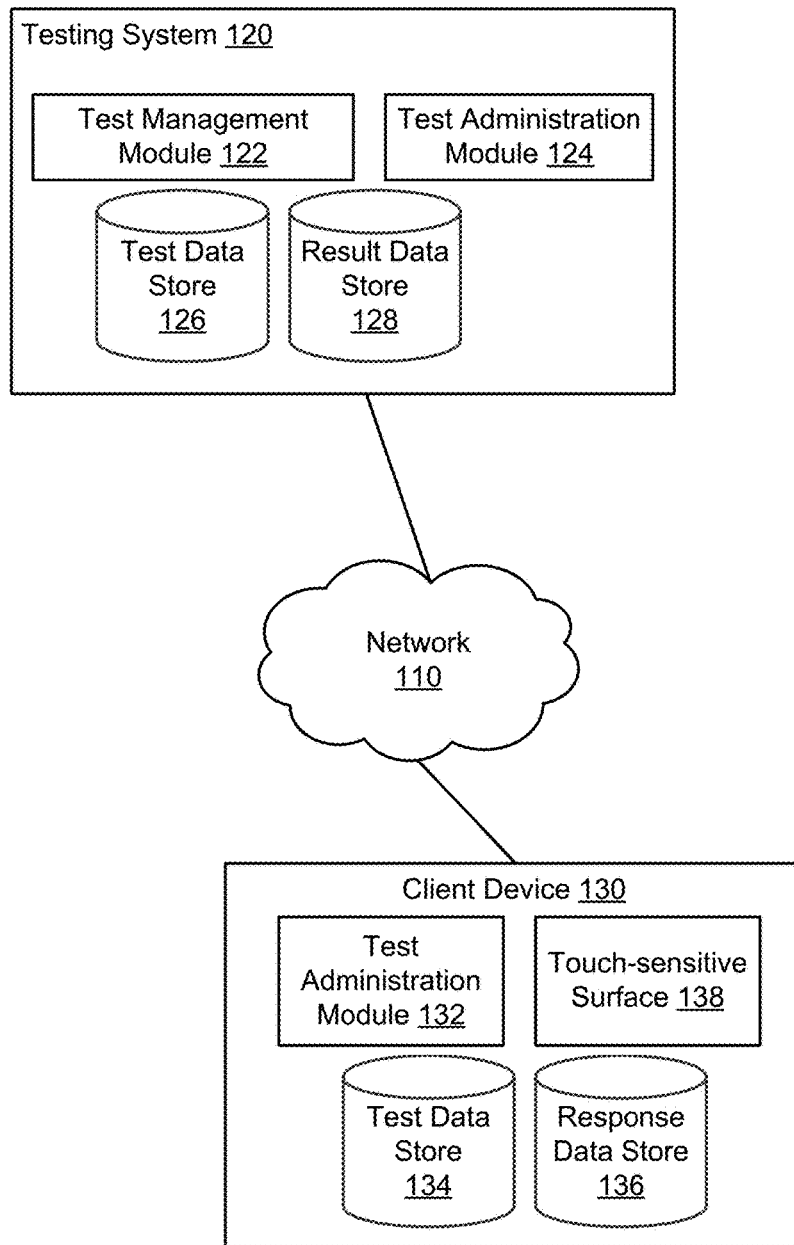 Testing System 120
Test Management
Module 122
Test Administration
Module 124
Test Data
Store
126
Result Data
Store
128
Network
110
Client Device 130
Test
Administration
Module 132
Touch-sensitive
Surface 138
Test Data
Store
134
Response
Data Store
136